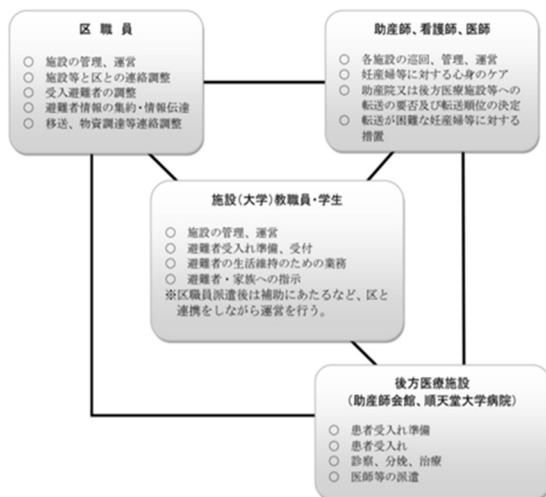 区 職 員
○ 施設の管理、運営
○ 施設等と区との連絡調整
○ 受入避難者の調整
○ 避難者情報の集約・情報伝達
○ 移送、物資調達等連絡調整
助産師、看護師、医師
○ 各施設の巡回、管理、運営
○ 妊産婦等に対する心身のケア
○ 助産院又は後方医療施設等への
転送の要否及び転送順位の決定
○ 転送が困難な妊産婦等に対する
措置
施設(大学)教職員・学生
○ 施設の管理、運営
○ 避難者受入れ準備、受付
○ 避難者の生活維持のための業務
○ 避難者・家族への指示
※区職員派遣後は補助にあたるなど、区と
連携をしながら運営を行う。
後方医療施設
(助産師会館、順天堂大学病院)
○ 患者受入れ準備
○ 患者受入れ
○ 診察、分娩、治療
○ 医師等の派遣